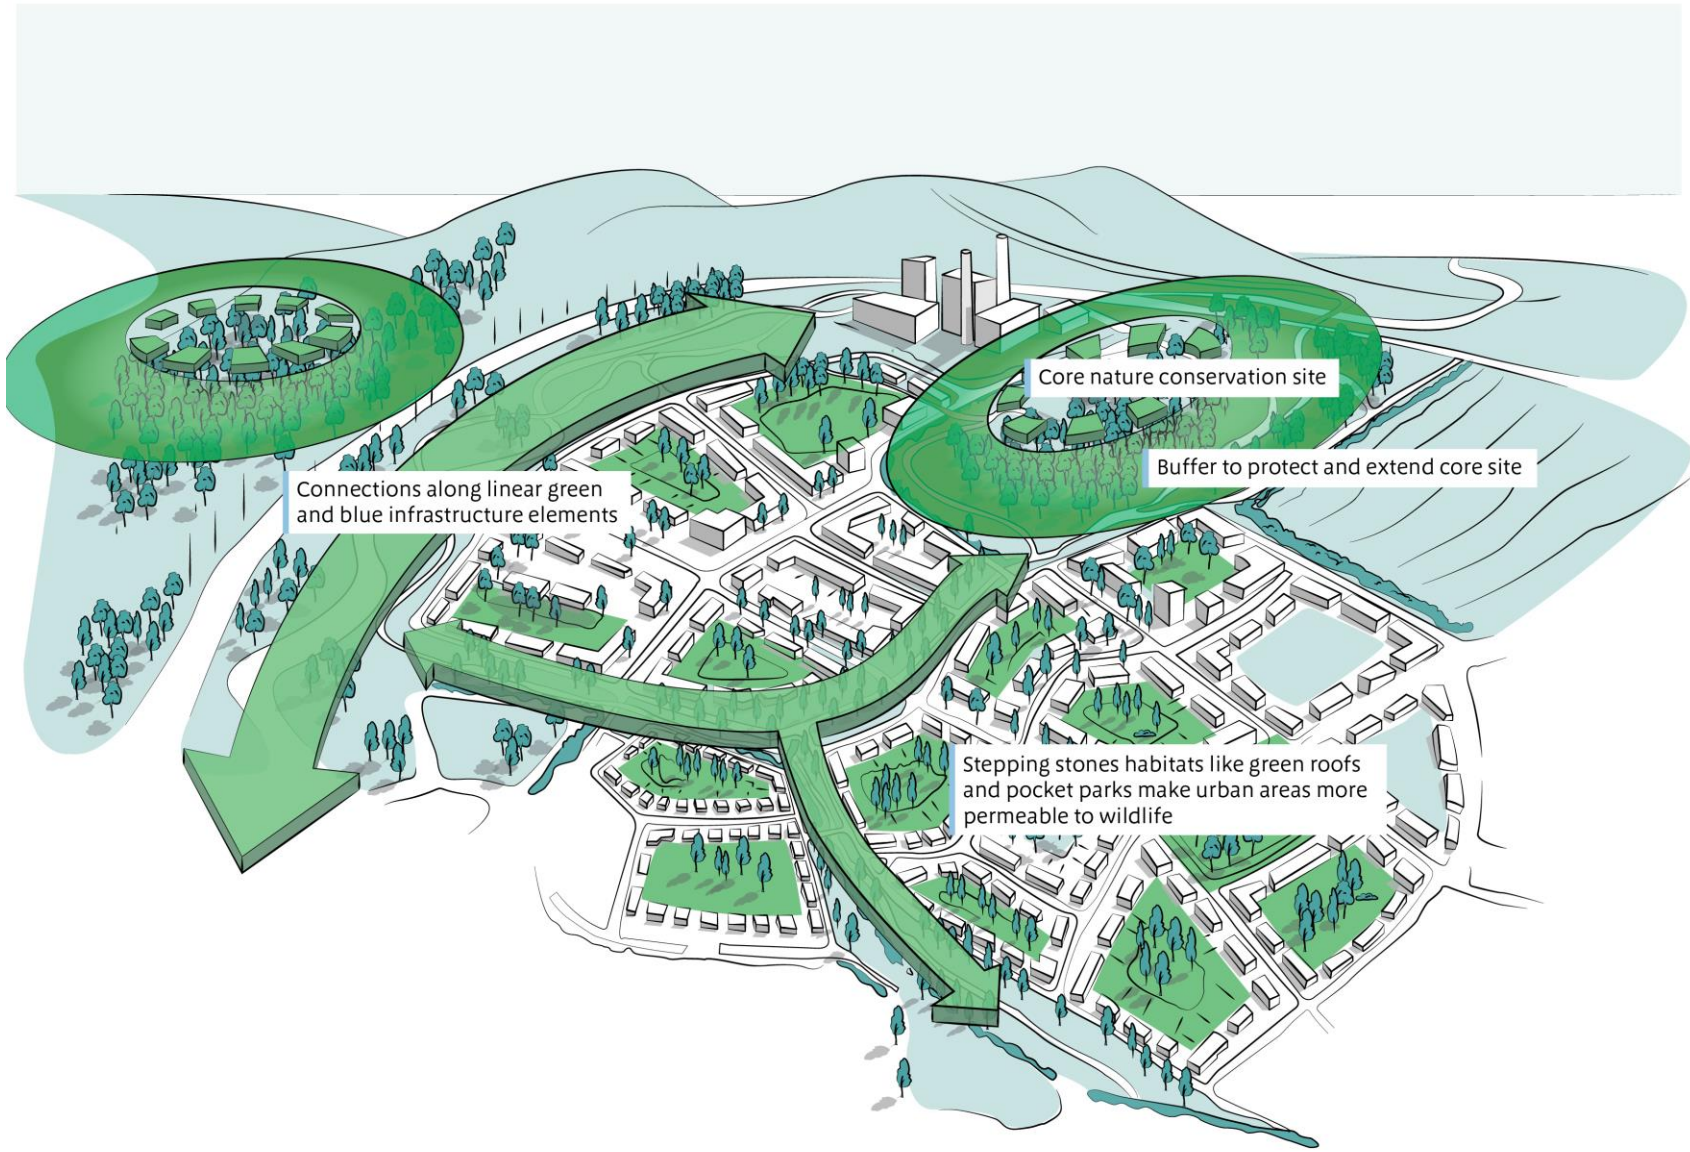 Core nature conservation site
Buffer to protect and extend core site
Connections along linear green
and blue infrastructure elements
Stepping stones habitats like green roofs
and pocket parks make urban areas more
permeable to wildlife